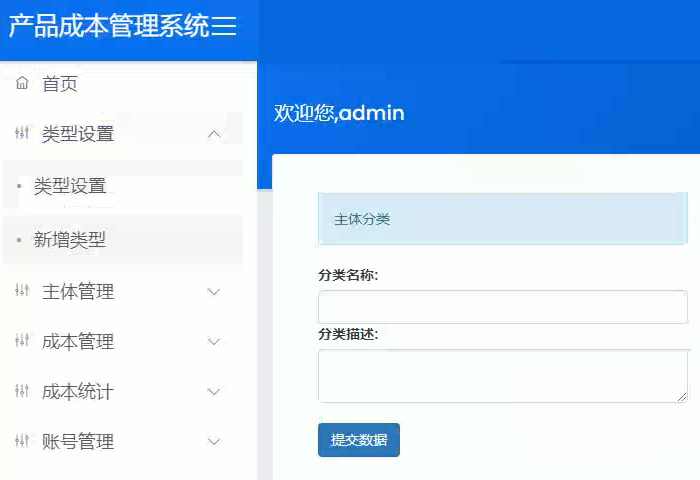 产品成本管理系统
首页
类型设置
类型设置
新增类型
主体管理
成本管理
成本统计
账号管理
欢迎您,admin
主体分类
分类名称:
分类描述:
提交数据